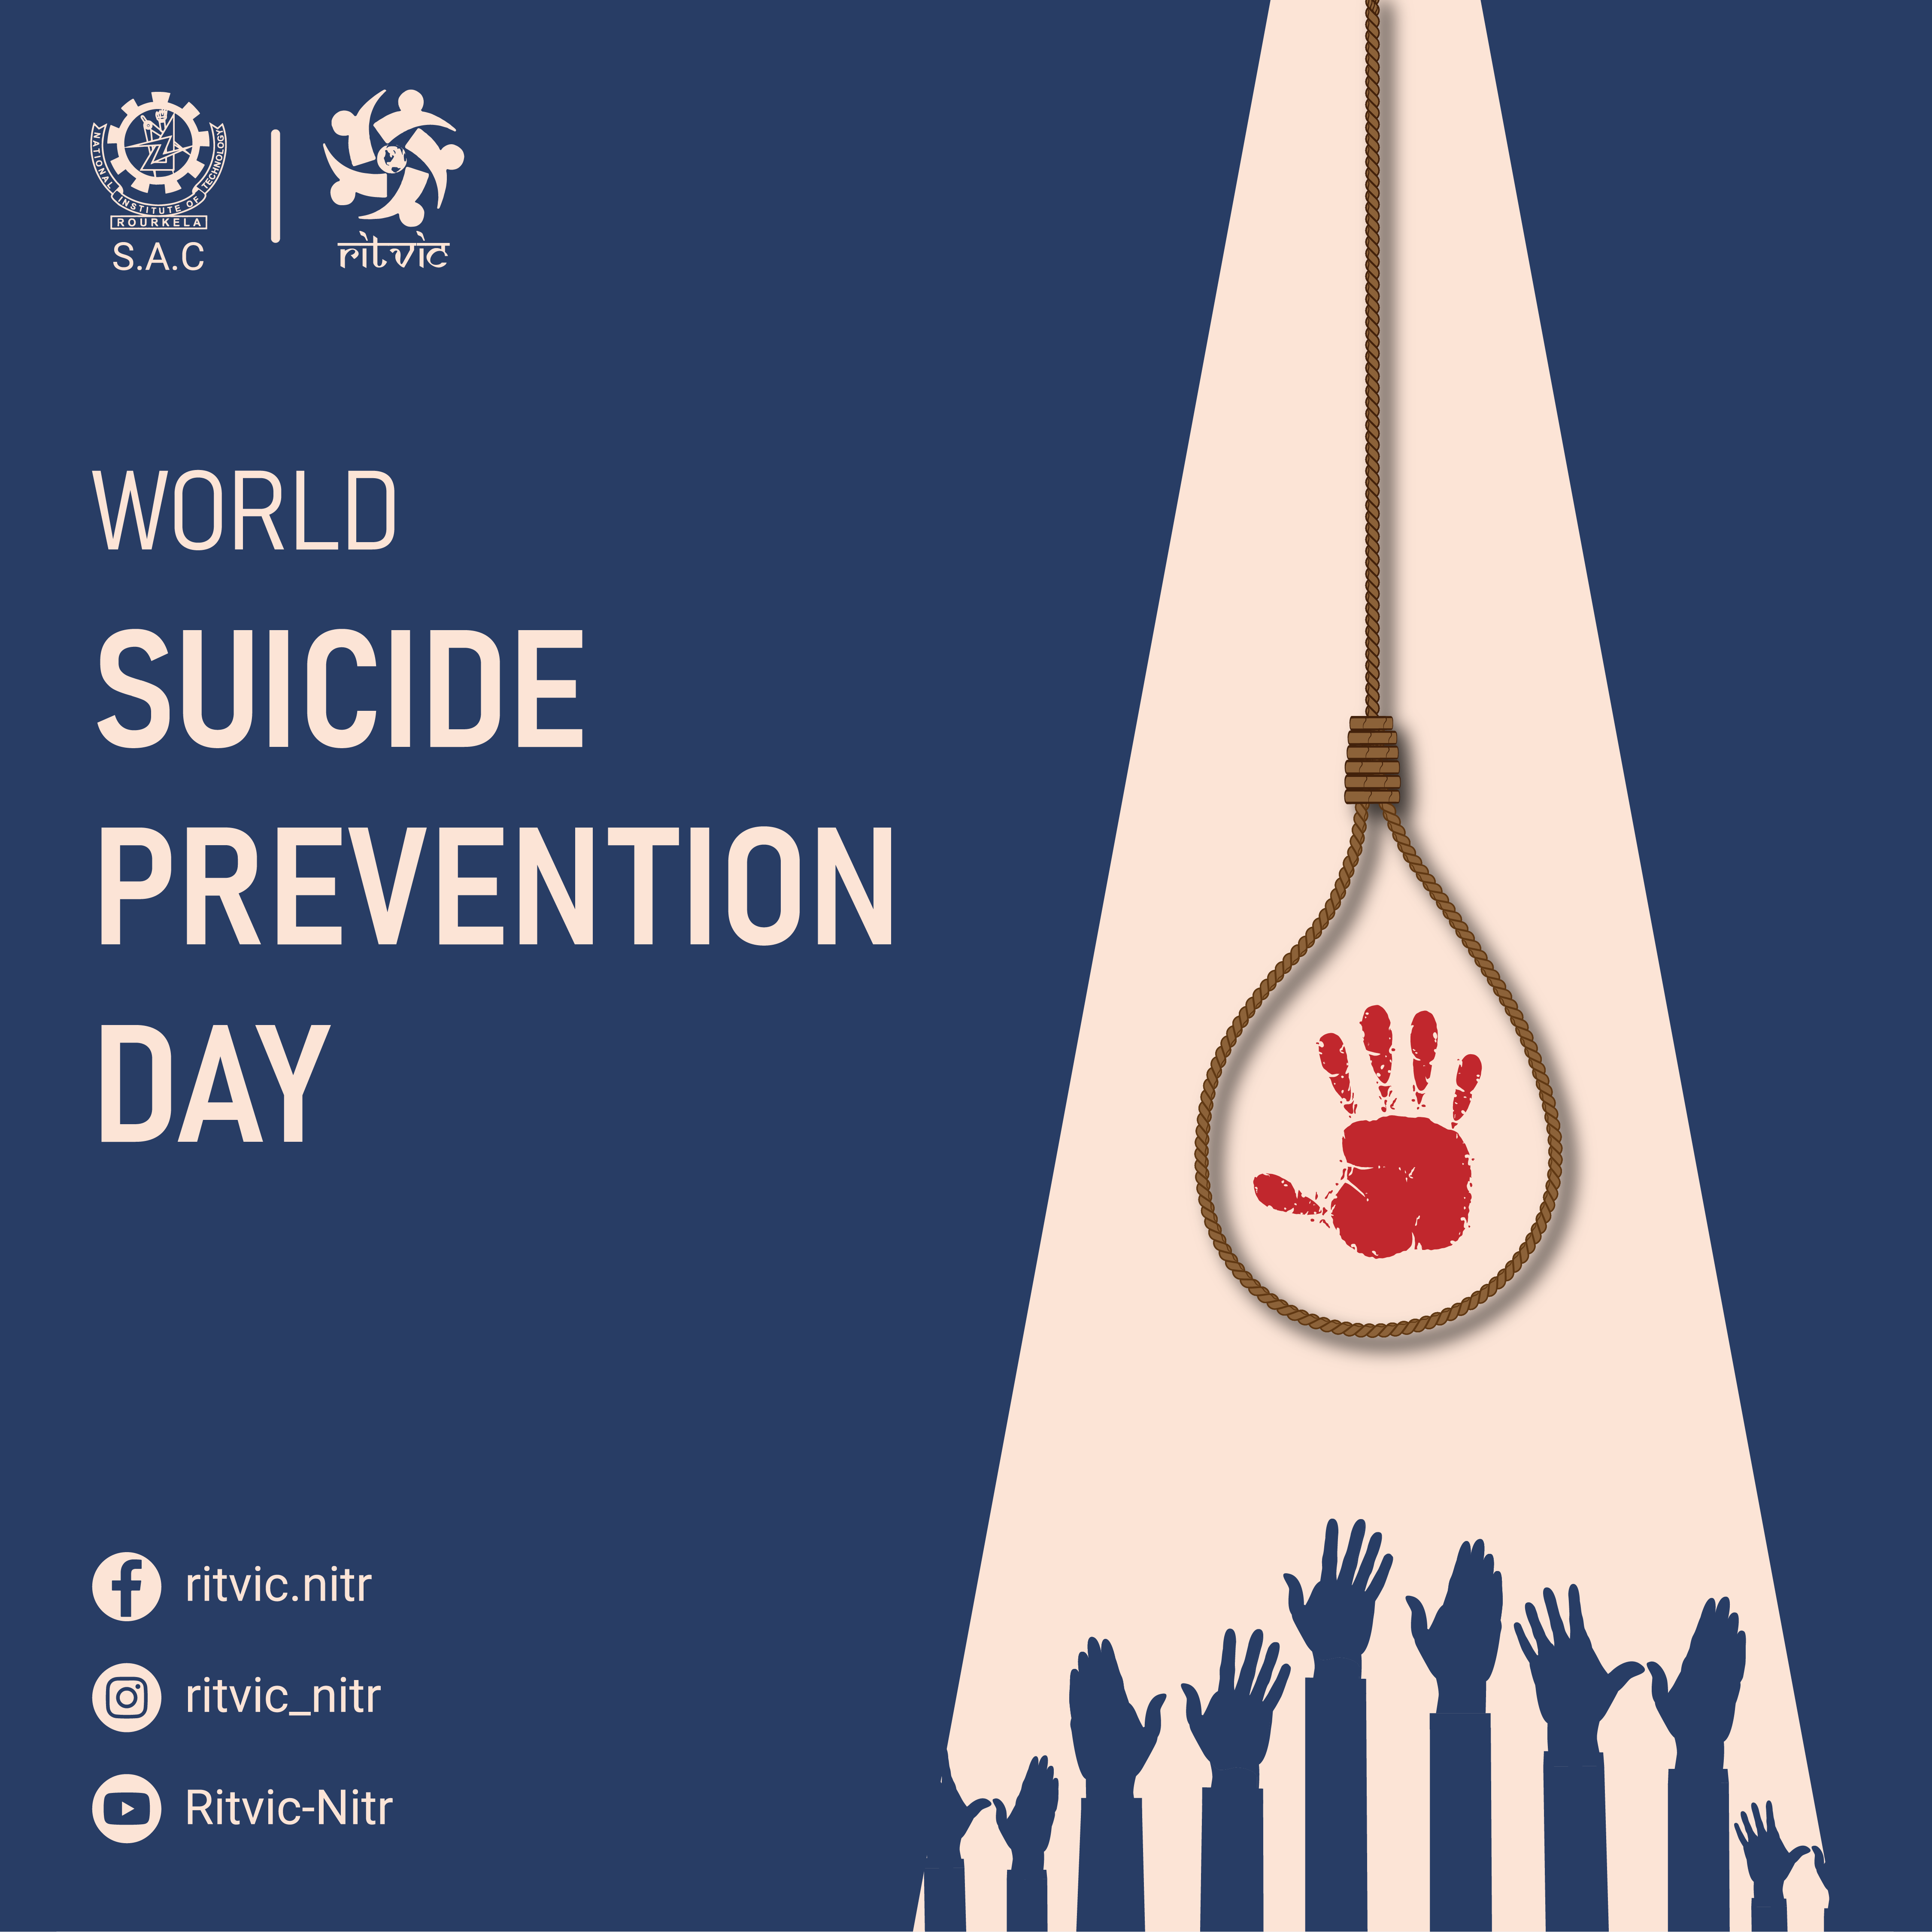 NATIONAL INSTITUTE OF TECHNOLOGY
ROURKELA
S.A.C
ritvic
WORLD
SUICIDE
PREVENTION
DAY
ritvic.nitr
ritvic_nitr
Ritvic-Nitr